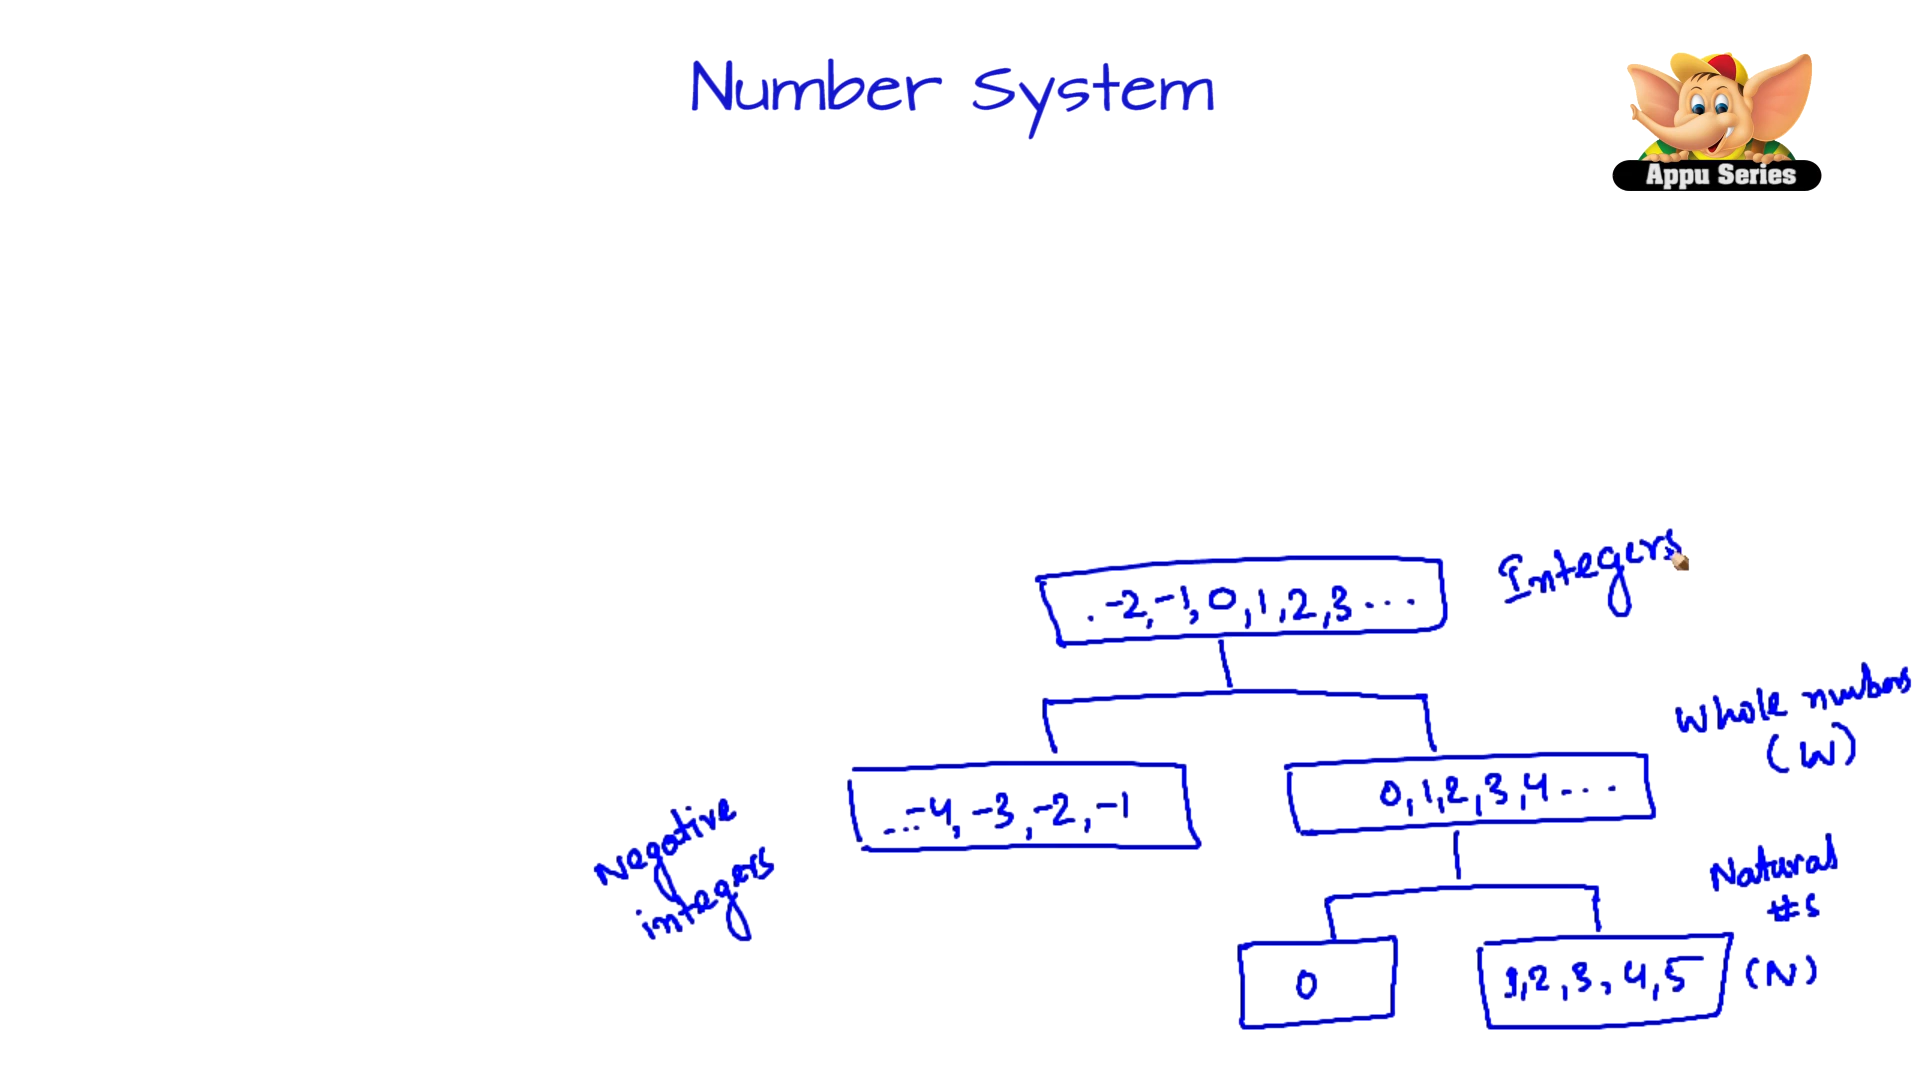 Number System
Appu Series
Integers
. -2, -1, 0, 1, 2, 3 ...
Whole numbers
(W)
Negative
integers
... -4, -3, -2, -1
0, 1, 2, 3, 4 ...
Natural
#s
0
1, 2, 3, 4, 5
(N)